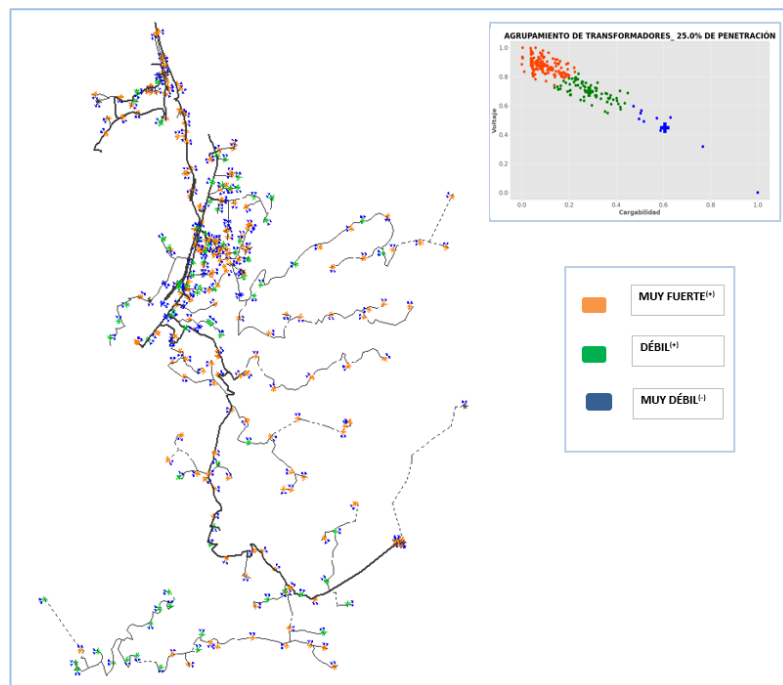 AGRUPAMIENTO DE TRANSFORMADORES_ 25.0% DE PENETRACIÓN
1.0
0.8
0.6
0.4
0.2
0.0
Voltaje
0.0 0.2 0.4 0.6 0.8 1.0
Cargabilidad
MUY FUERTE(+)
DÉBIL(+)
MUY DÉBIL(-)